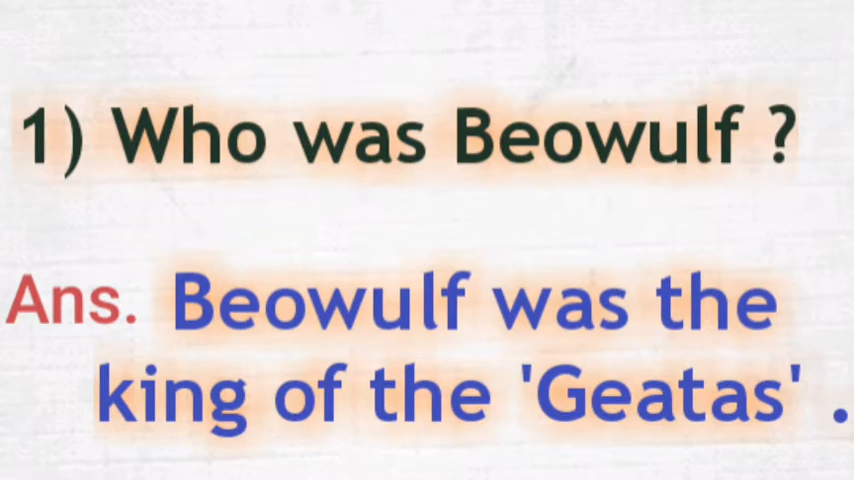 1) Who was Beowulf ?
Ans. Beowulf was the
king of the 'Geatas' .